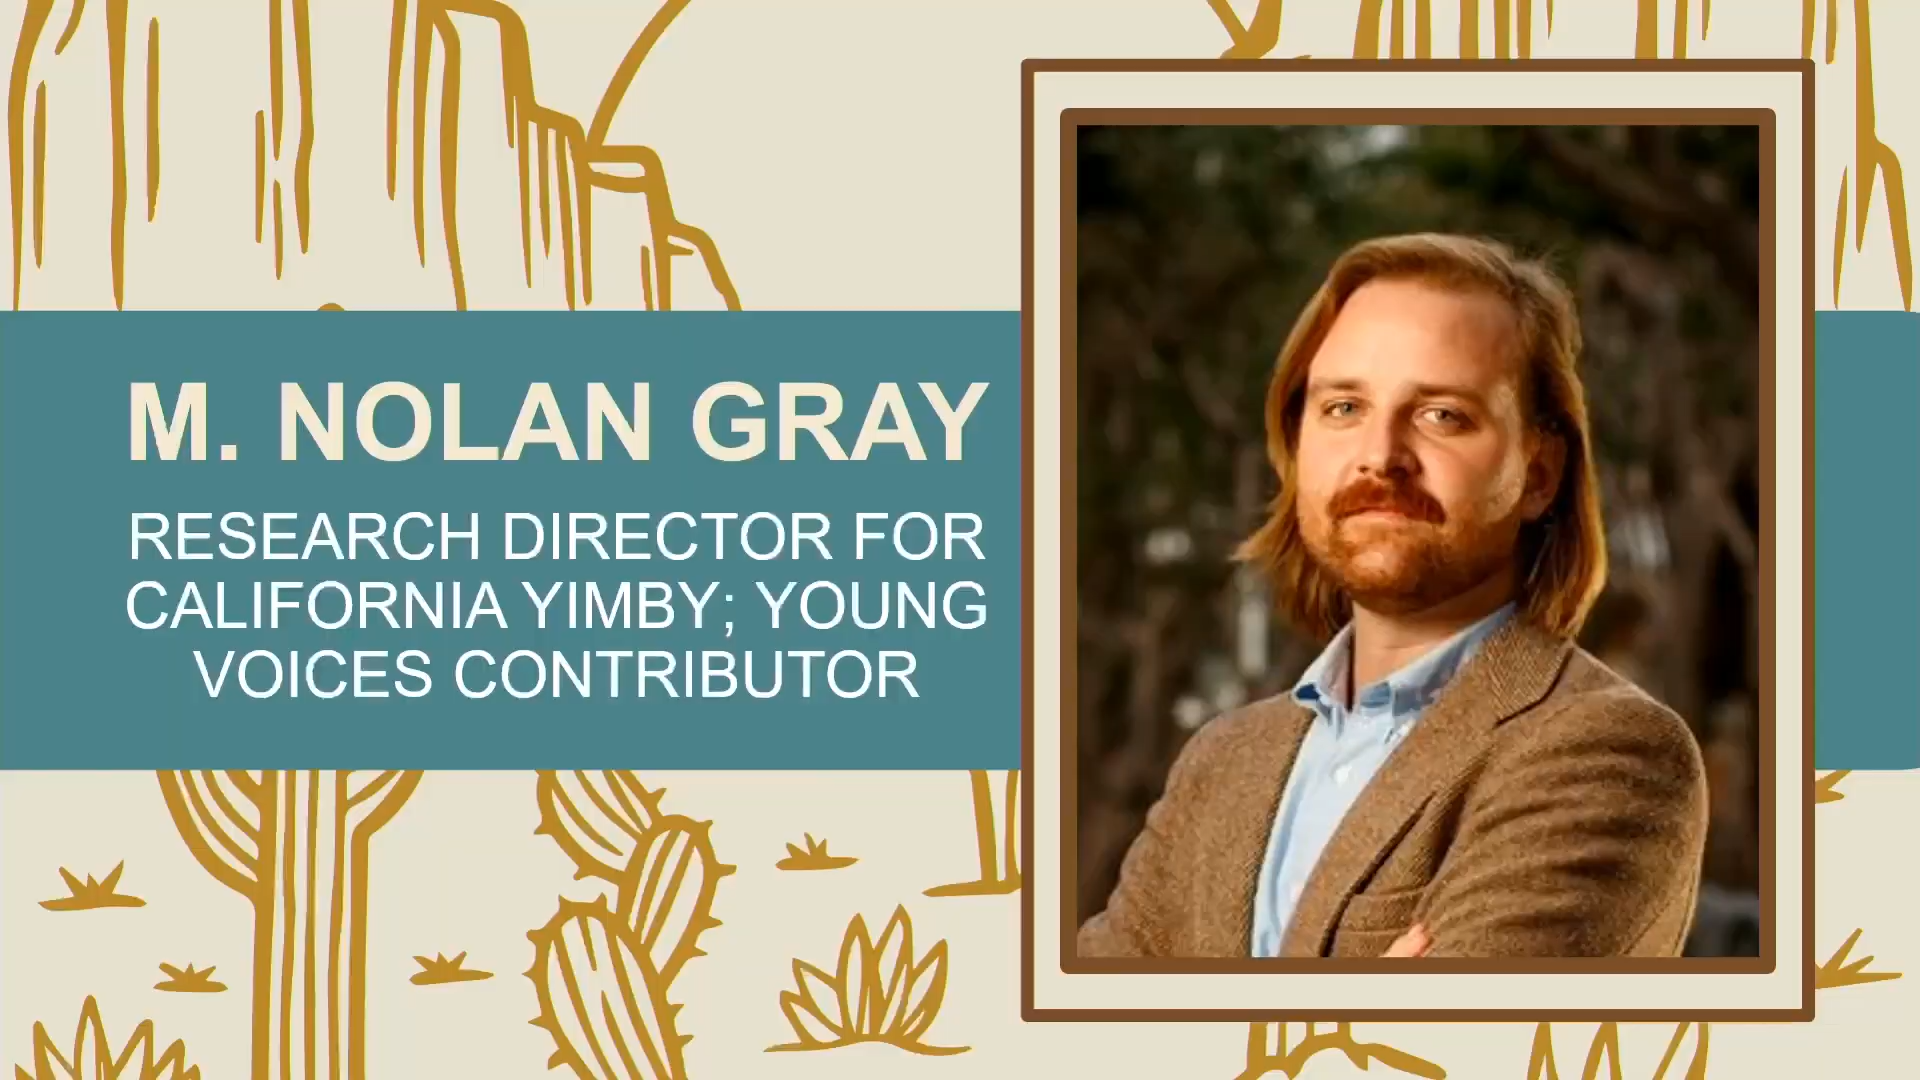 M. NOLAN GRAY
RESEARCH DIRECTOR FOR
CALIFORNIA YIMBY; YOUNG
VOICES CONTRIBUTOR